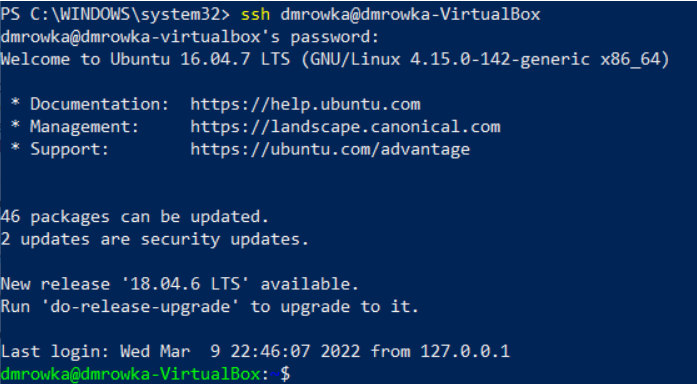 PS C:\WINDOWS\system32> ssh dmrowka@dmrowka-VirtualBox
dmrowka@dmrowka-virtualbox's password:
Welcome to Ubuntu 16.04.7 LTS (GNU/Linux 4.15.0-142-generic x86_64)
* Documentation:  https://help.ubuntu.com
* Management:     https://landscape.canonical.com
* Support:        https://ubuntu.com/advantage
46 packages can be updated.
2 updates are security updates.
New release '18.04.6 LTS' available.
Run 'do-release-upgrade' to upgrade to it.
Last login: Wed Mar  9 22:46:07 2022 from 127.0.0.1
dmrowka@dmrowka-VirtualBox:~$